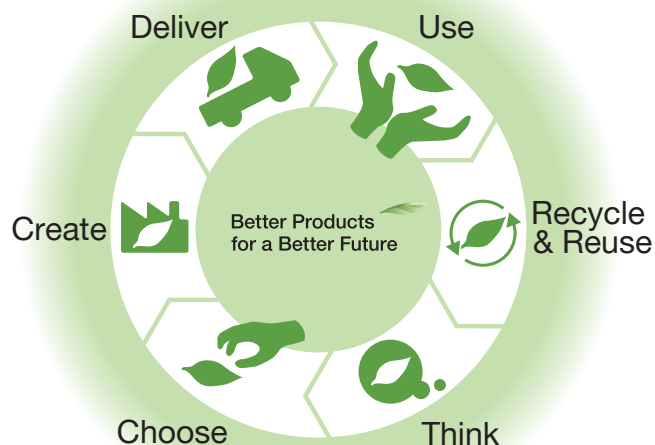 Deliver
Use
Create
Better Products
for a Better Future
Recycle
& Reuse
Choose
Think